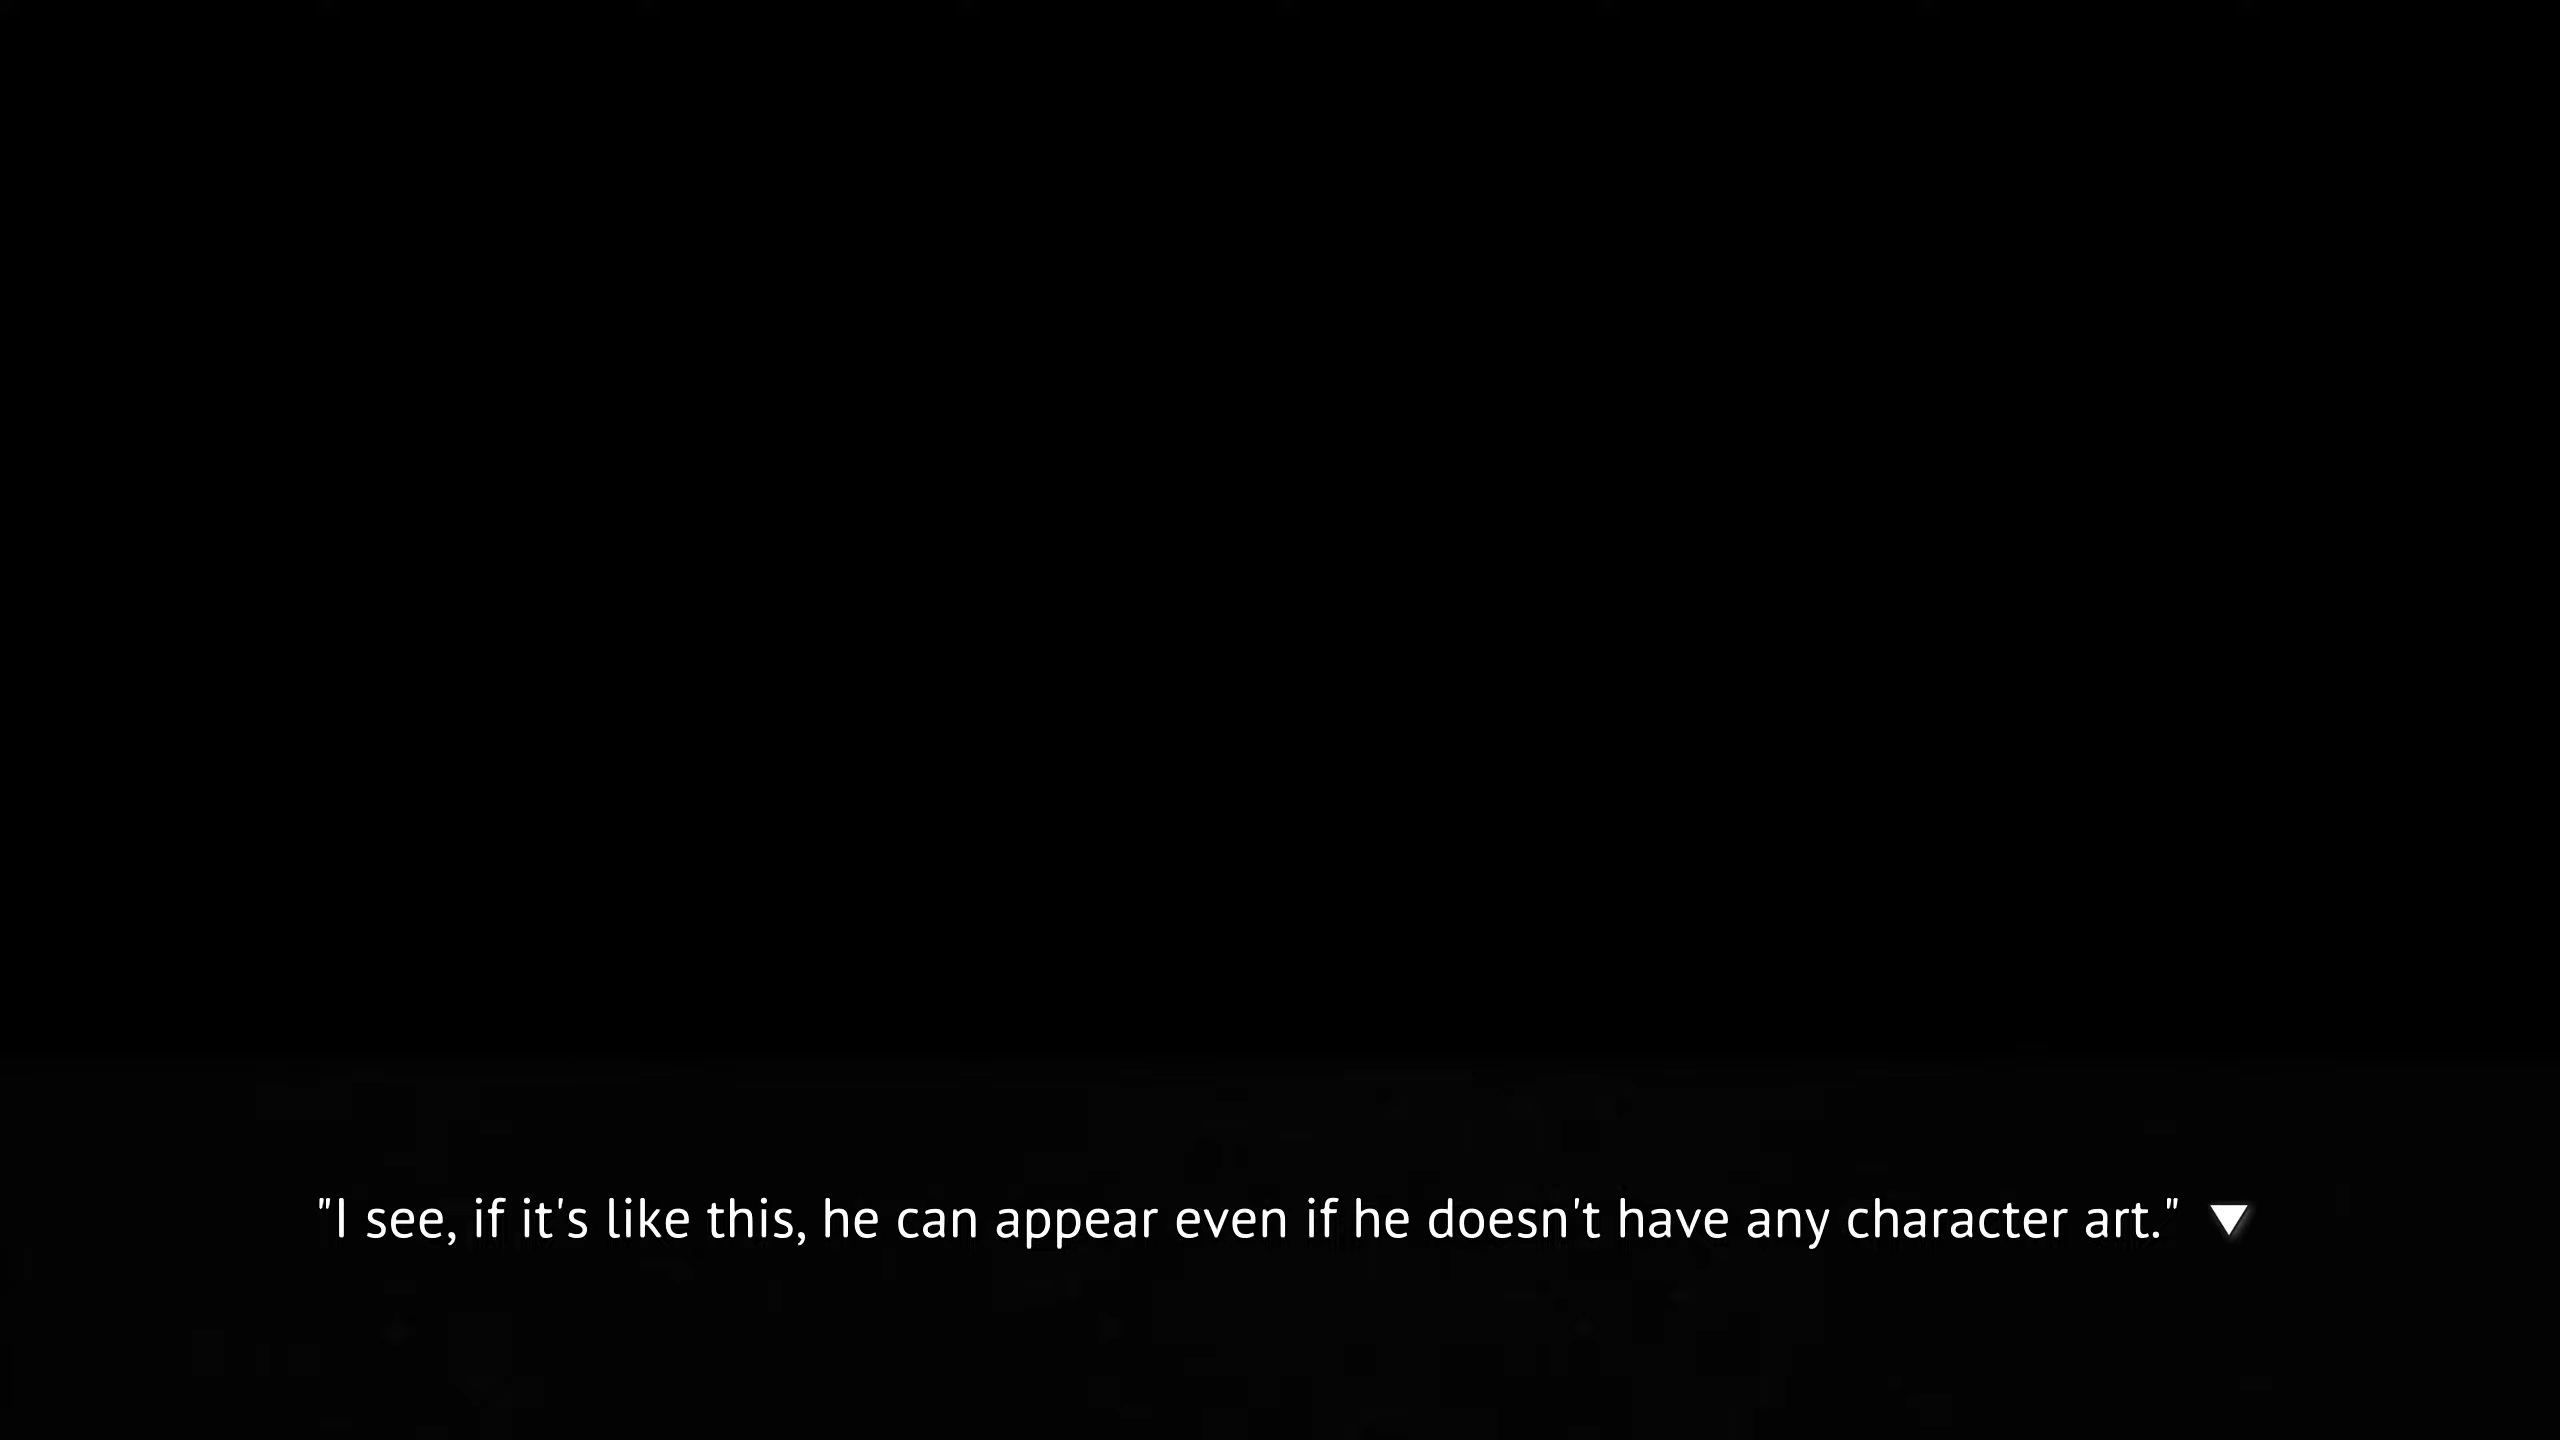 "I see, if it's like this, he can appear even if he doesn't have any character art."